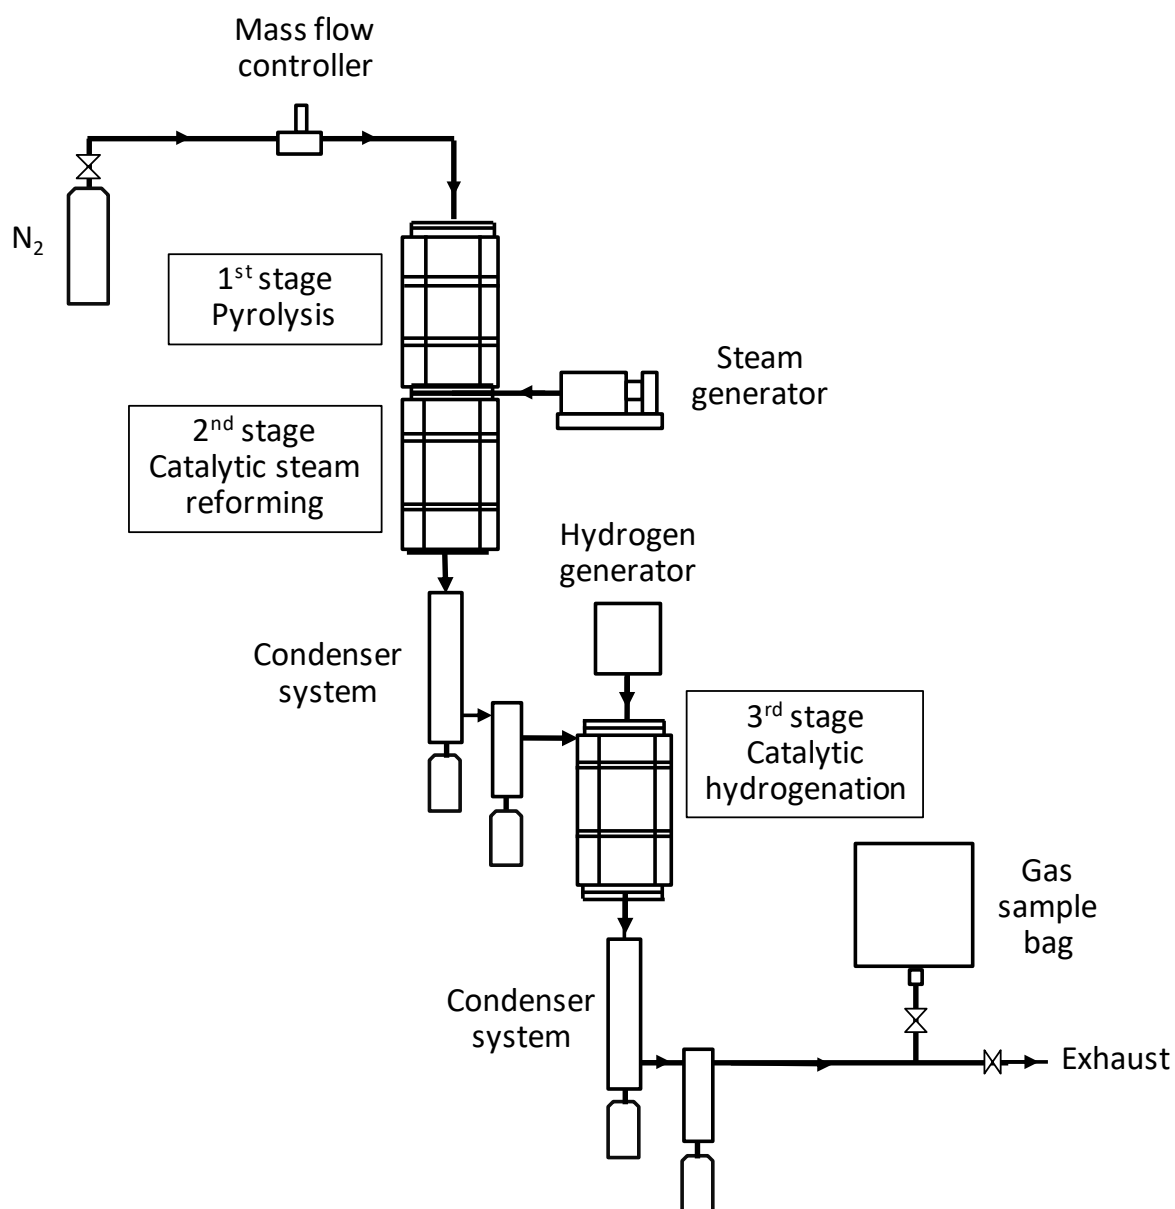 Mass flow
controller
N₂
1ˢᵗ stage
Pyrolysis
Steam
generator
2ⁿᵈ stage
Catalytic steam
reforming
Hydrogen
generator
Condenser
system
3ʳᵈ stage
Catalytic
hydrogenation
Gas
sample
bag
Condenser
system
Exhaust